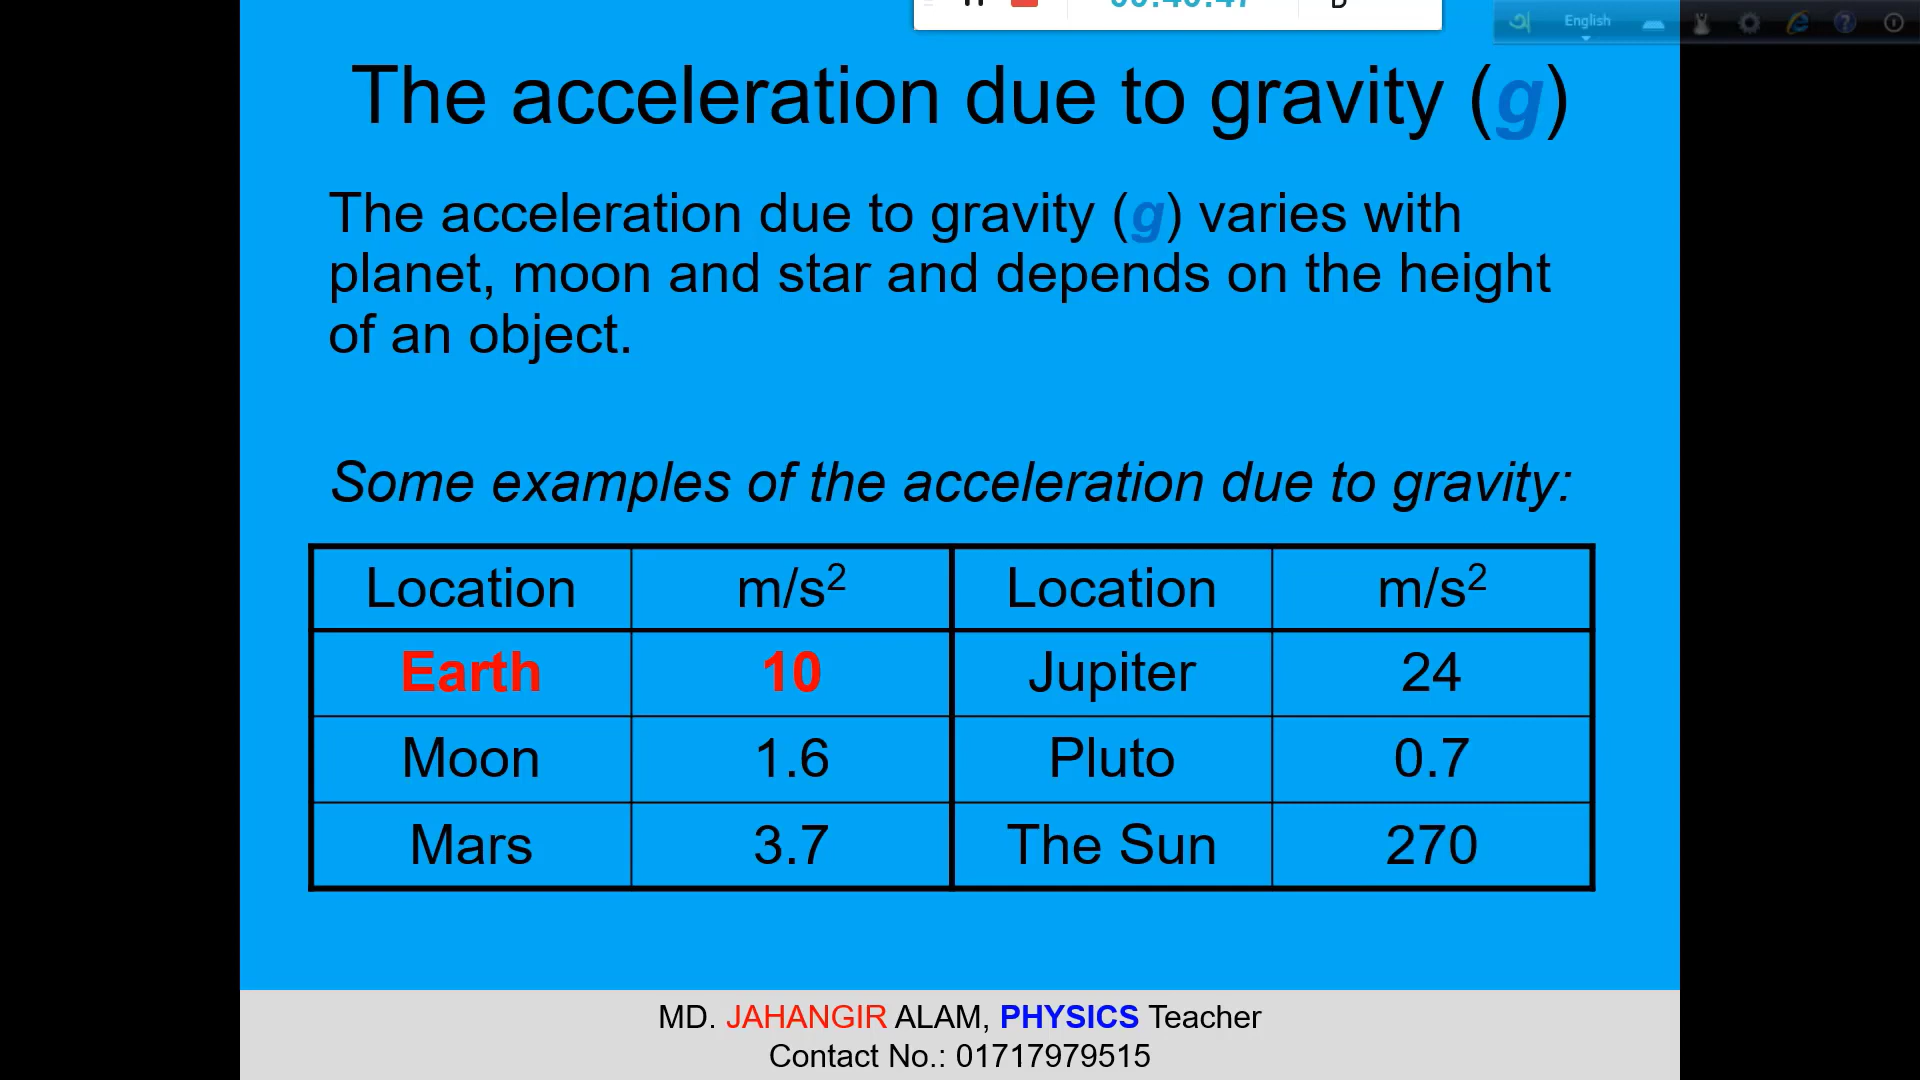 English
The acceleration due to gravity (g)
The acceleration due to gravity (g) varies with
planet, moon and star and depends on the height
of an object.
Some examples of the acceleration due to gravity:
Location m/s² Location m/s²
Earth 10 Jupiter 24
Moon 1.6 Pluto 0.7
Mars 3.7 The Sun 270
MD. JAHANGIR ALAM, PHYSICS Teacher
Contact No.: 01717979515